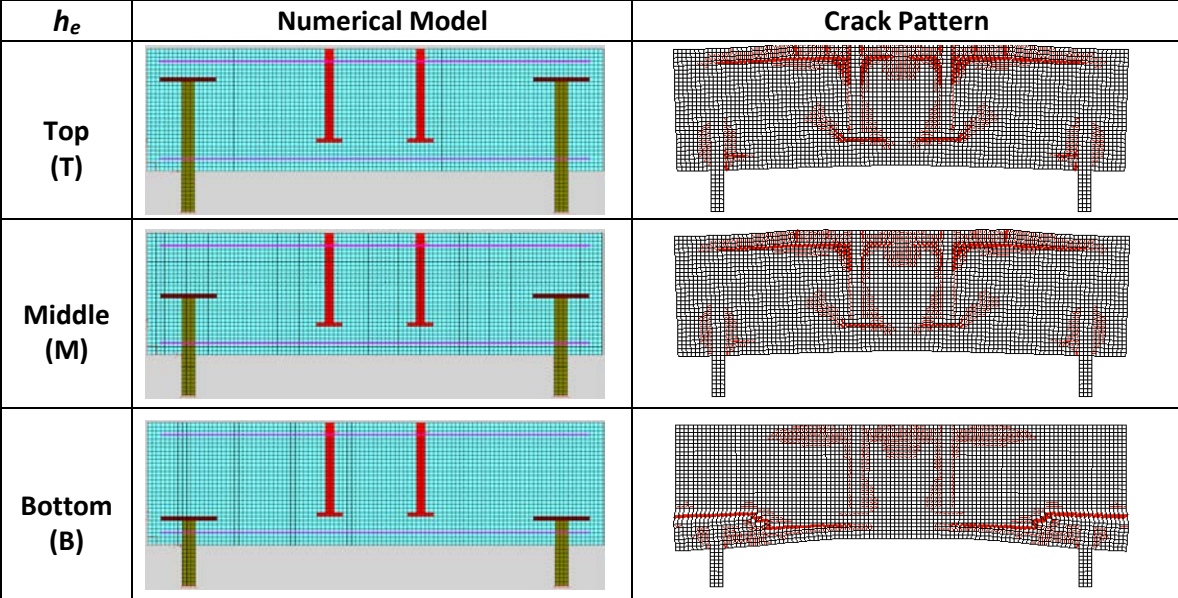 h_e Numerical Model Crack Pattern
Top
(T)
Middle
(M)
Bottom
(B)